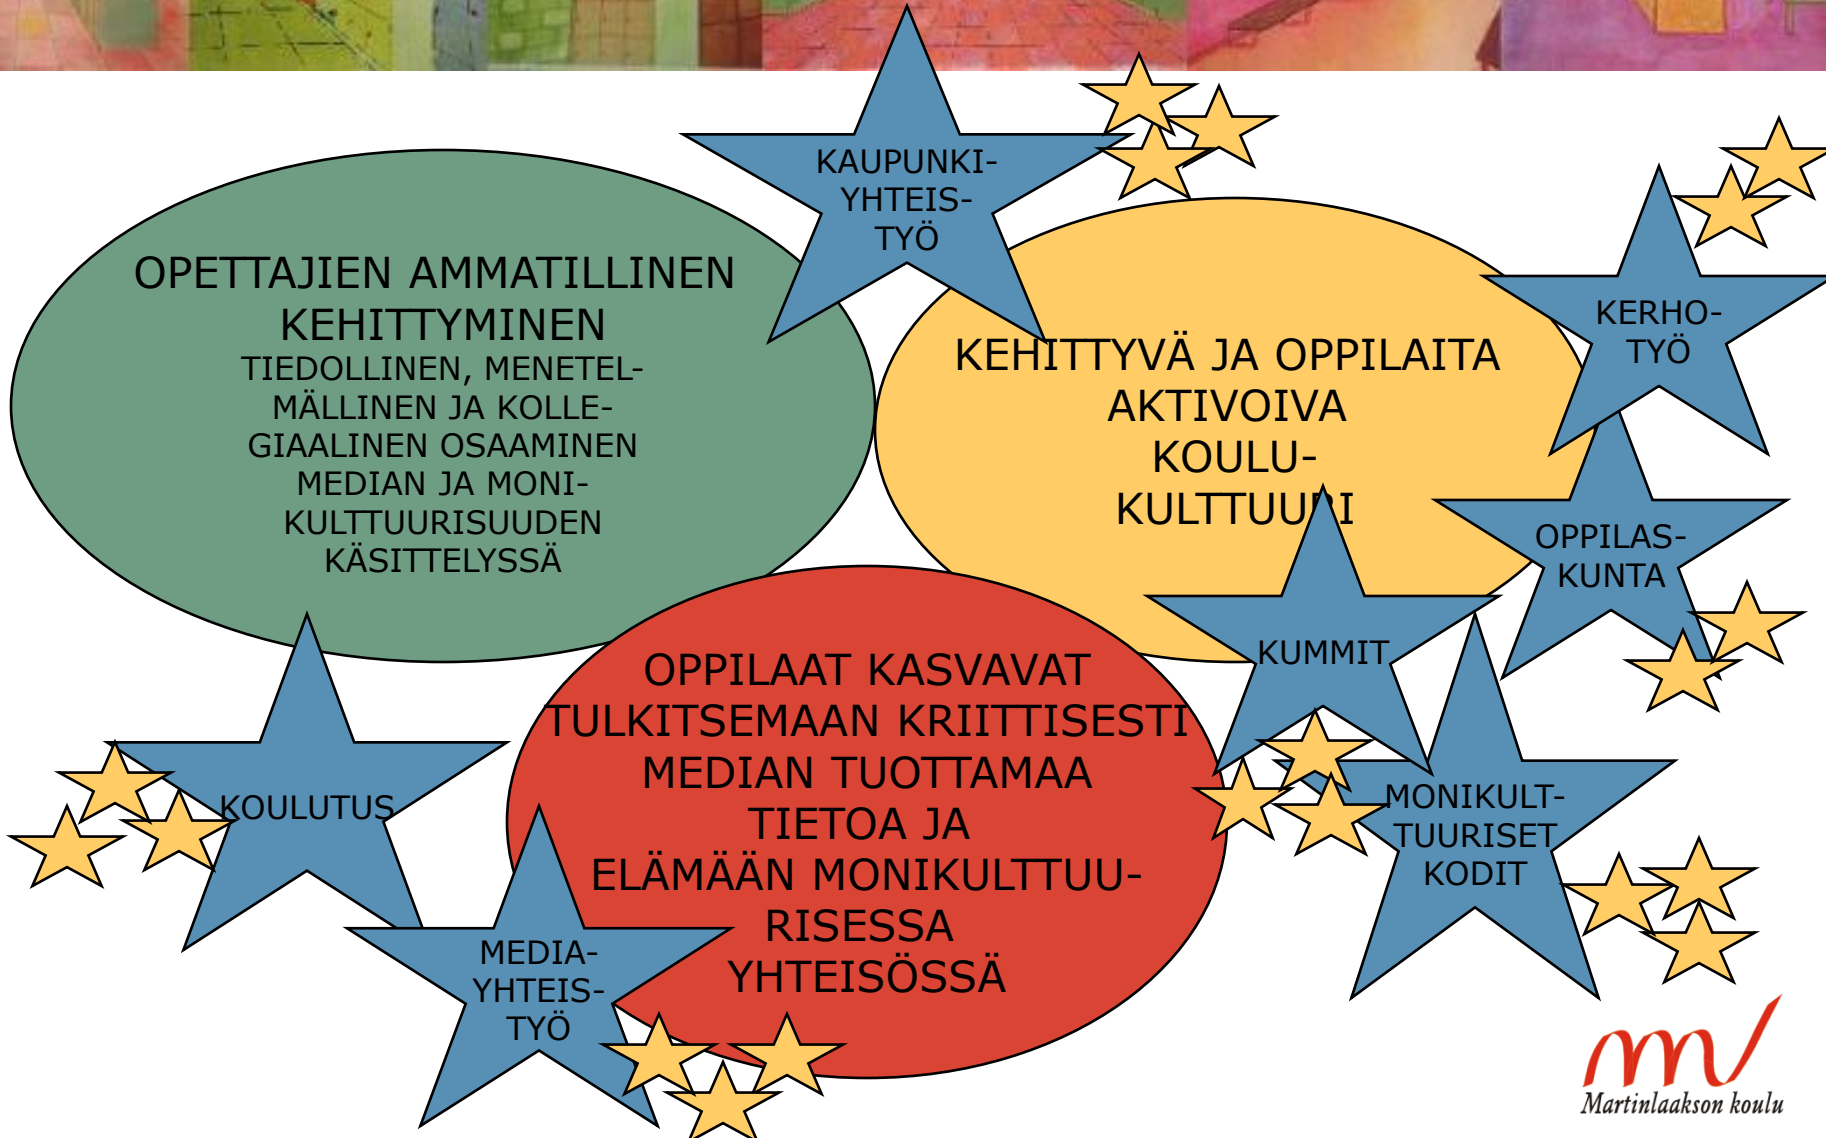 KAUPUNKI-
YHTEIS-
TYÖ
OPETTAJIEN AMMATILLINEN
KEHITTYMINEN
TIEDOLLINEN, MENETEL-
MÄLLINEN JA KOLLE-
GIAALINEN OSAAMINEN
MEDIAN JA MONI-
KULTTUURISUUDEN
KÄSITTELYSSÄ
KEHITTYVÄ JA OPPILAITA
AKTIVOIVA
KOULU-
KULTTUURI
KERHO-
TYÖ
OPPILAS-
KUNTA
KUMMIT
OPPILAAT KASVAVAT
TULKITSEMAAN KRIITTISESTI
MEDIAN TUOTTAMAA
TIETOA JA
ELÄMÄÄN MONIKULTTUU-
RISESSA
YHTEISÖSSÄ
KOULUTUS
MONIKULT-
TUURISET
KODIT
MEDIA-
YHTEIS-
TYÖ
Martinlaakson koulu